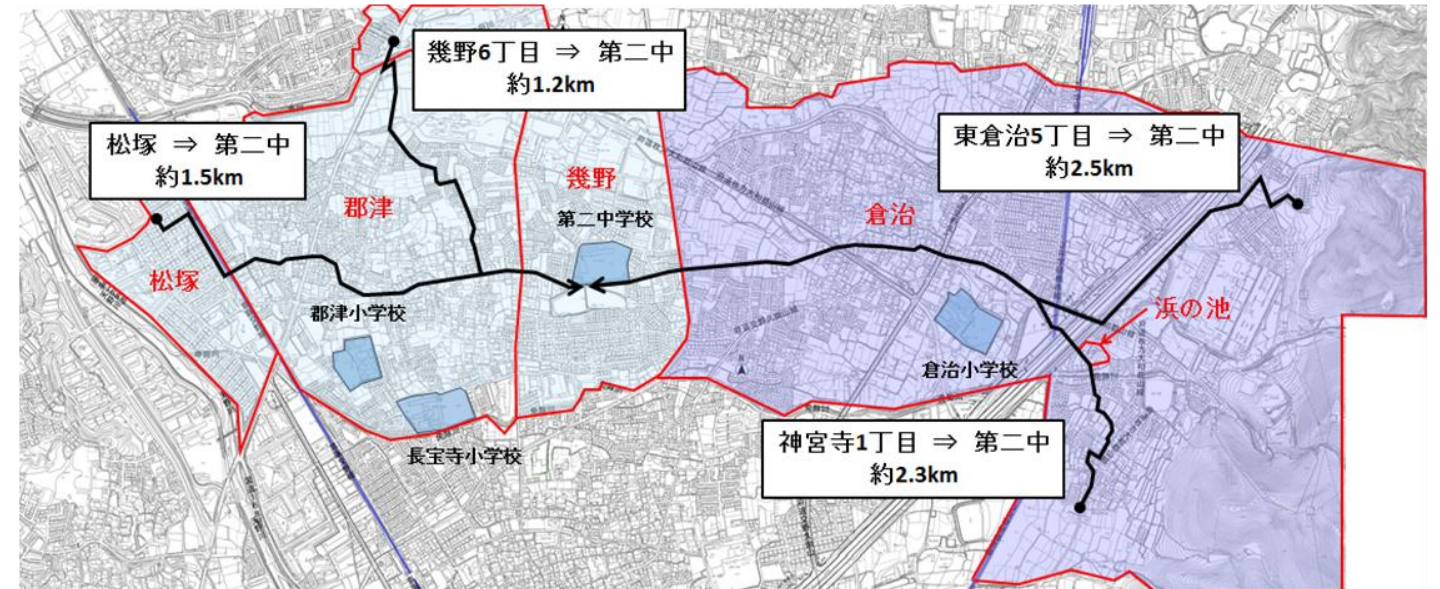 幾野6丁目 ⇒ 第二中
約1.2km
松塚 ⇒ 第二中
約1.5km
東倉治5丁目 ⇒ 第二中
約2.5km
郡津
幾野
第二中学校
倉治
松塚
郡津小学校
浜の池
倉治小学校
長宝寺小学校
神宮寺1丁目 ⇒ 第二中
約2.3km